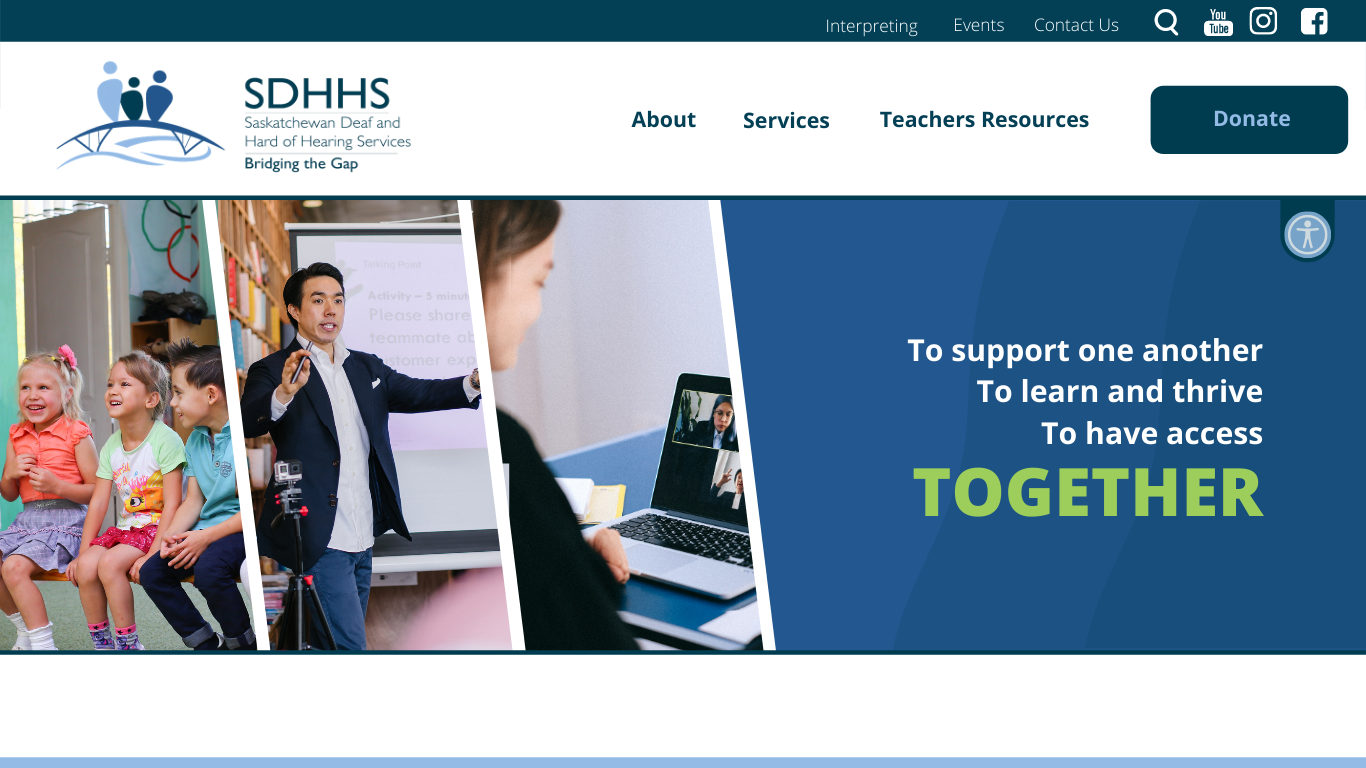 Interpreting
Events
Contact Us
You
Tube
SDHHS
Saskatchewan Deaf and
Hard of Hearing Services
Bridging the Gap
About
Services
Teachers Resources
Donate
Talking Point
Activity – 5 minut
Please share
teammate ab
customer exp
To support one another
To learn and thrive
To have access
TOGETHER